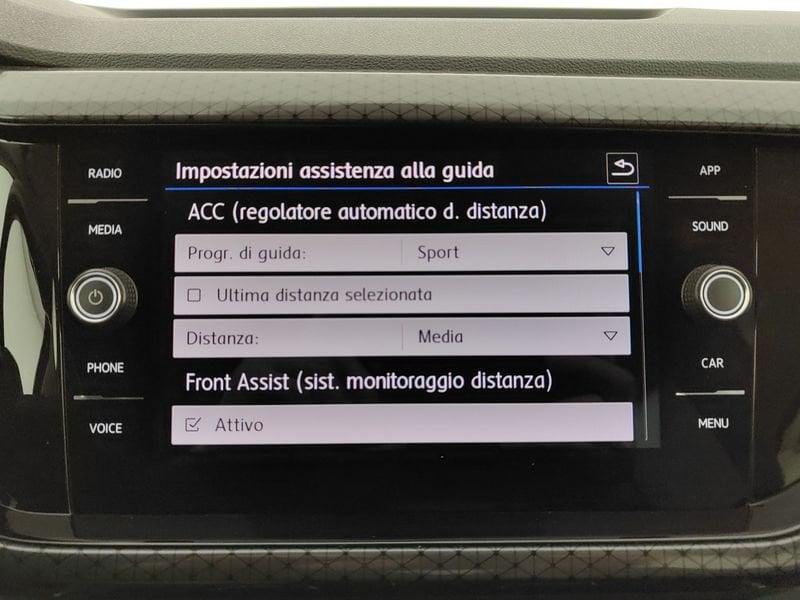 RADIO
MEDIA
PHONE
VOICE
Impostazioni assistenza alla guida
ACC (regolatore automatico d. distanza)
Progr. di guida: Sport
Ultima distanza selezionata
Distanza: Media
Front Assist (sist. monitoraggio distanza)
Attivo
APP
SOUND
CAR
MENU